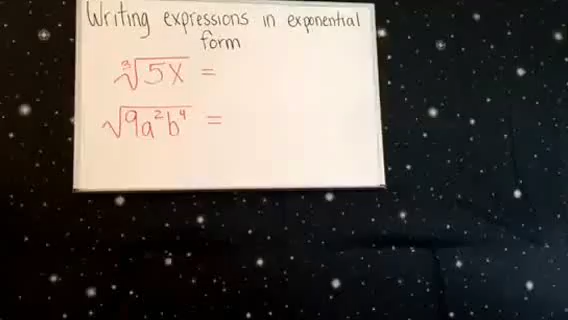 Writing expressions in exponential
form
∛5X =
√9a²b⁴ =